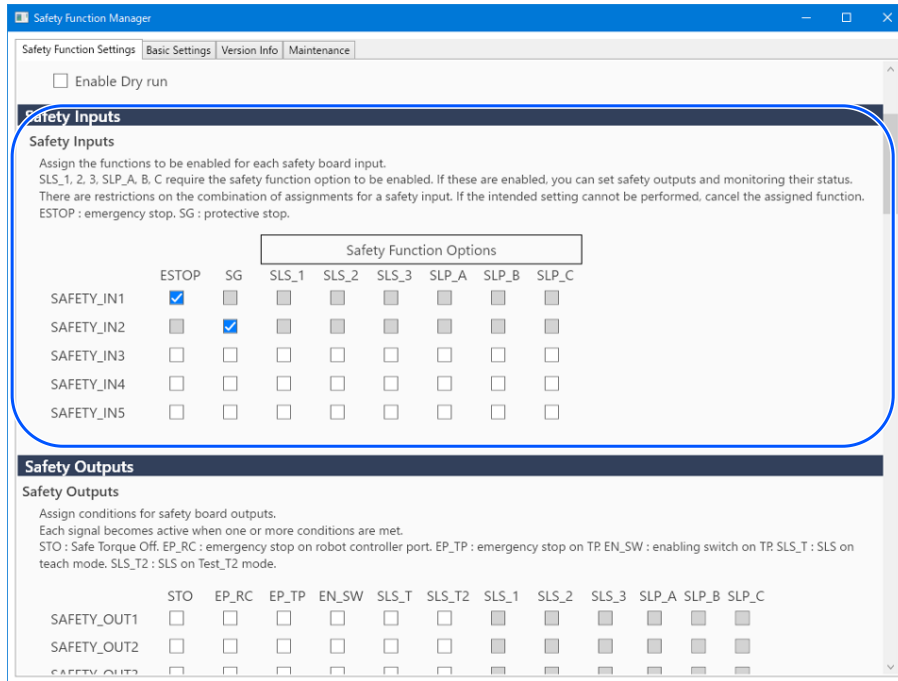 Safety Function Manager
Safety Function Settings Basic Settings Version Info Maintenance
Enable Dry run
Safety Inputs
Safety Inputs
Assign the functions to be enabled for each safety board input.
SLS_1, 2, 3, SLP_A, B, C require the safety function option to be enabled. If these are enabled, you can set safety outputs and monitoring their status.
There are restrictions on the combination of assignments for a safety input. If the intended setting cannot be performed, cancel the assigned function.
ESTOP : emergency stop. SG : protective stop.
Safety Function Options
ESTOP SG SLS_1 SLS_2 SLS_3 SLP_A SLP_B SLP_C
SAFETY_IN1
SAFETY_IN2
SAFETY_IN3
SAFETY_IN4
SAFETY_IN5
Safety Outputs
Safety Outputs
Assign conditions for safety board outputs.
Each signal becomes active when one or more conditions are met.
STO : Safe Torque Off. EP_RC : emergency stop on robot controller port. EP_TP : emergency stop on TP. EN_SW : enabling switch on TP. SLS_T : SLS on
teach mode. SLS_T2 : SLS on Test_T2 mode.
STO EP_RC EP_TP EN_SW SLS_T SLS_T2 SLS_1 SLS_2 SLS_3 SLP_A SLP_B SLP_C
SAFETY_OUT1
SAFETY_OUT2
SAFETY_OUT3